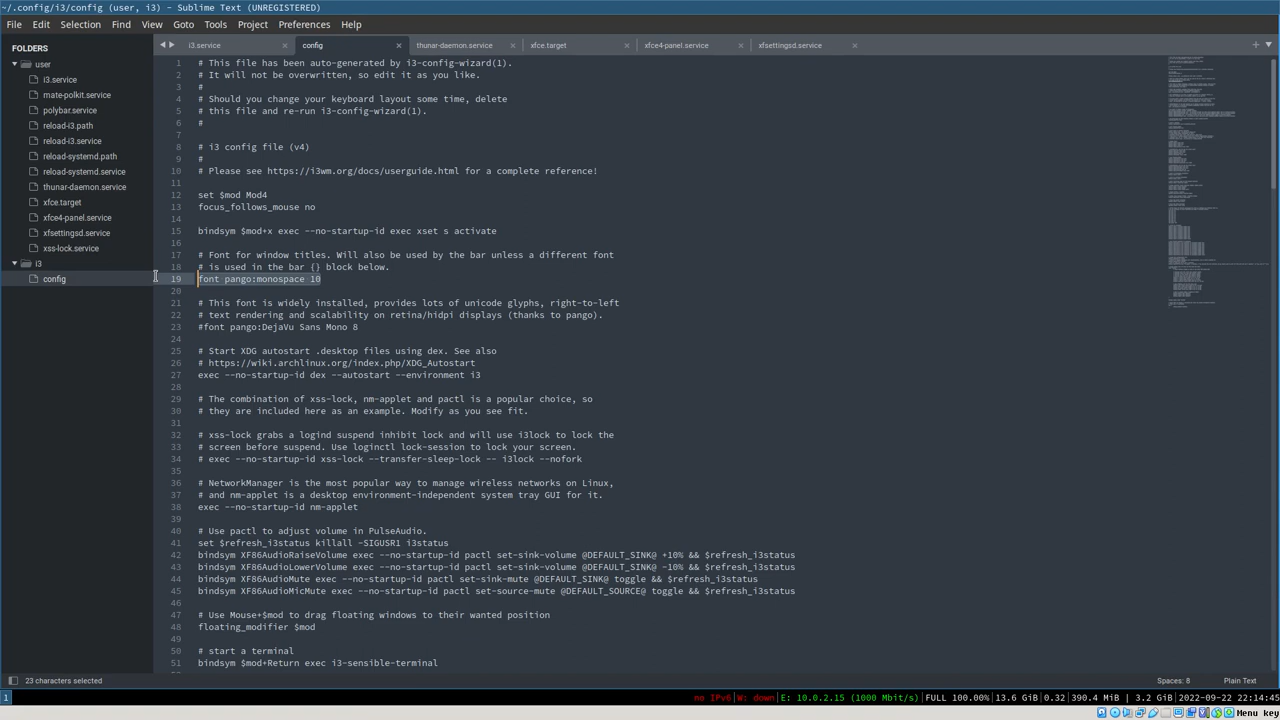 ~/.config/i3/config (user, i3) - Sublime Text (UNREGISTERED)
File Edit Selection Find View Goto Tools Project Preferences Help
FOLDERS
user
i3.service
mate-polkit.service
polybar.service
reload-i3.path
reload-i3.service
reload-systemd.path
reload-systemd.service
thunar-daemon.service
xfce.target
xfce4-panel.service
xfsettingsd.service
xss-lock.service
i3
config
i3.service config thunar-daemon.service xfce.target xfce4-panel.service xfsettingsd.service
1 # This file has been auto-generated by i3-config-wizard(1).
2 # It will not be overwritten, so edit it as you like.
3 #
4 # Should you change your keyboard layout some time, delete
5 # this file and re-run i3-config-wizard(1).
6 #
7
8 # i3 config file (v4)
9 #
10 # Please see https://i3wm.org/docs/userguide.html for a complete reference!
11
12 set $mod Mod4
13 focus_follows_mouse no
14
15 bindsym $mod+x exec --no-startup-id exec xset s activate
16
17 # Font for window titles. Will also be used by the bar unless a different font
18 # is used in the bar {} block below.
19 font pango:monospace 10
20
21 # This font is widely installed, provides lots of unicode glyphs, right-to-left
22 # text rendering and scalability on retina/hidpi displays (thanks to pango).
23 #font pango:DejaVu Sans Mono 8
24
25 # Start XDG autostart .desktop files using dex. See also
26 # https://wiki.archlinux.org/index.php/XDG_Autostart
27 exec --no-startup-id dex --autostart --environment i3
28
29 # The combination of xss-lock, nm-applet and pactl is a popular choice, so
30 # they are included here as an example. Modify as you see fit.
31
32 # xss-lock grabs a logind suspend inhibit lock and will use i3lock to lock the
33 # screen before suspend. Use loginctl lock-session to lock your screen.
34 # exec --no-startup-id xss-lock --transfer-sleep-lock -- i3lock --nofork
35
36 # NetworkManager is the most popular way to manage wireless networks on Linux,
37 # and nm-applet is a desktop environment-independent system tray GUI for it.
38 exec --no-startup-id nm-applet
39
40 # Use pactl to adjust volume in PulseAudio.
41 set $refresh_i3status killall -SIGUSR1 i3status
42 bindsym XF86AudioRaiseVolume exec --no-startup-id pactl set-sink-volume @DEFAULT_SINK@ +10% && $refresh_i3status
43 bindsym XF86AudioLowerVolume exec --no-startup-id pactl set-sink-volume @DEFAULT_SINK@ -10% && $refresh_i3status
44 bindsym XF86AudioMute exec --no-startup-id pactl set-sink-mute @DEFAULT_SINK@ toggle && $refresh_i3status
45 bindsym XF86AudioMicMute exec --no-startup-id pactl set-source-mute @DEFAULT_SOURCE@ toggle && $refresh_i3status
46
47 # Use Mouse+$mod to drag floating windows to their wanted position
48 floating_modifier $mod
49
50 # start a terminal
51 bindsym $mod+Return exec i3-sensible-terminal
23 characters selected Spaces: 8 Plain Text
1 no IPv6 | W: down | E: 10.0.2.15 (1000 Mbit/s) | FULL 100.00% | 13.6 GiB | 0.32 | 390.4 MiB | 3.2 GiB | 2022-09-22 22:14:45
Menu key